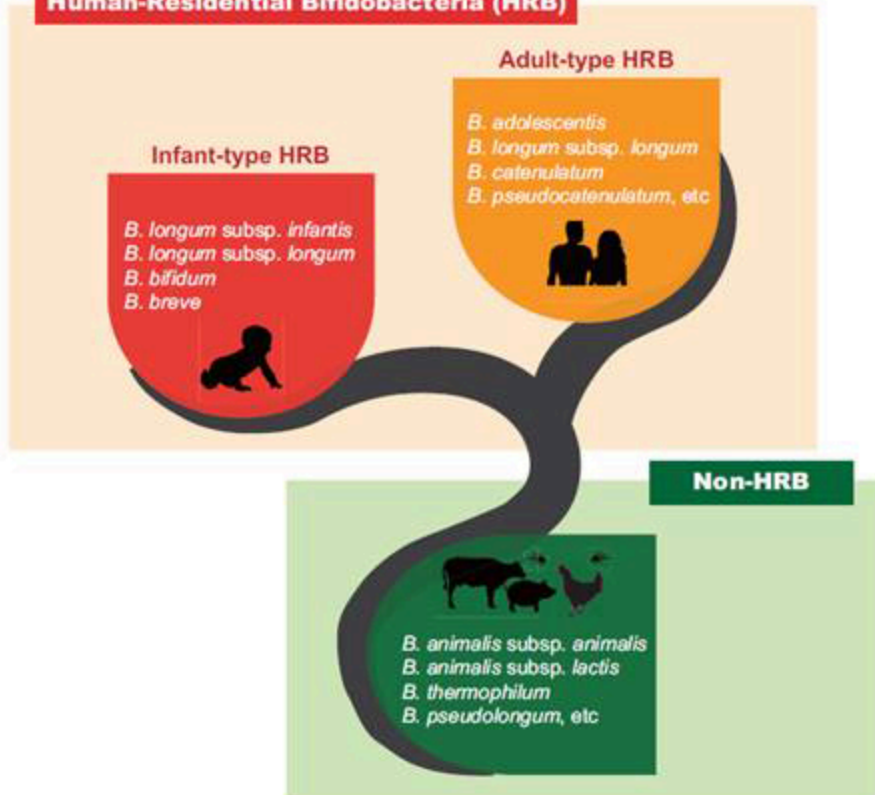 Human-Residential Bifidobacteria (HRB)
Adult-type HRB
B. adolescentis
B. longum subsp. longum
B. catenulatum
B. pseudocatenulatum, etc
Infant-type HRB
B. longum subsp. infantis
B. longum subsp. longum
B. bifidum
B. breve
Non-HRB
B. animalis subsp. animalis
B. animalis subsp. lactis
B. thermophilum
B. pseudolongum, etc